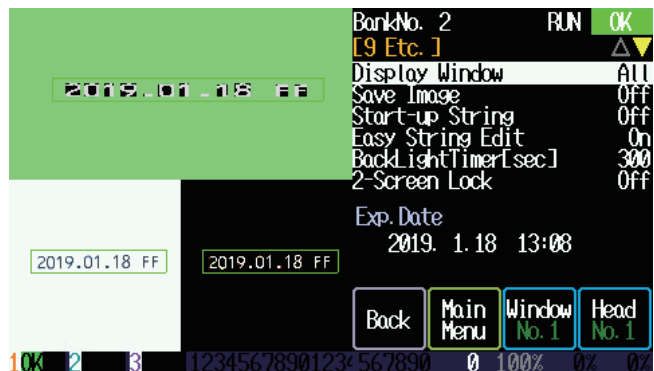 2019.01.18 FF
2019.01.18 FF
2019.01.18 FF
BankNo. 2 RUN OK
[9 Etc. ]
Display Window All
Save Image Off
Start-up String Off
Easy String Edit On
BackLightTimer[sec] 300
2-Screen Lock Off
Exp.Date
2019. 1.18 13:08
Back
Main Menu
Window No.1
Head No.1
1OK 2 3 12345678901234567890 0 100% 0% 0%